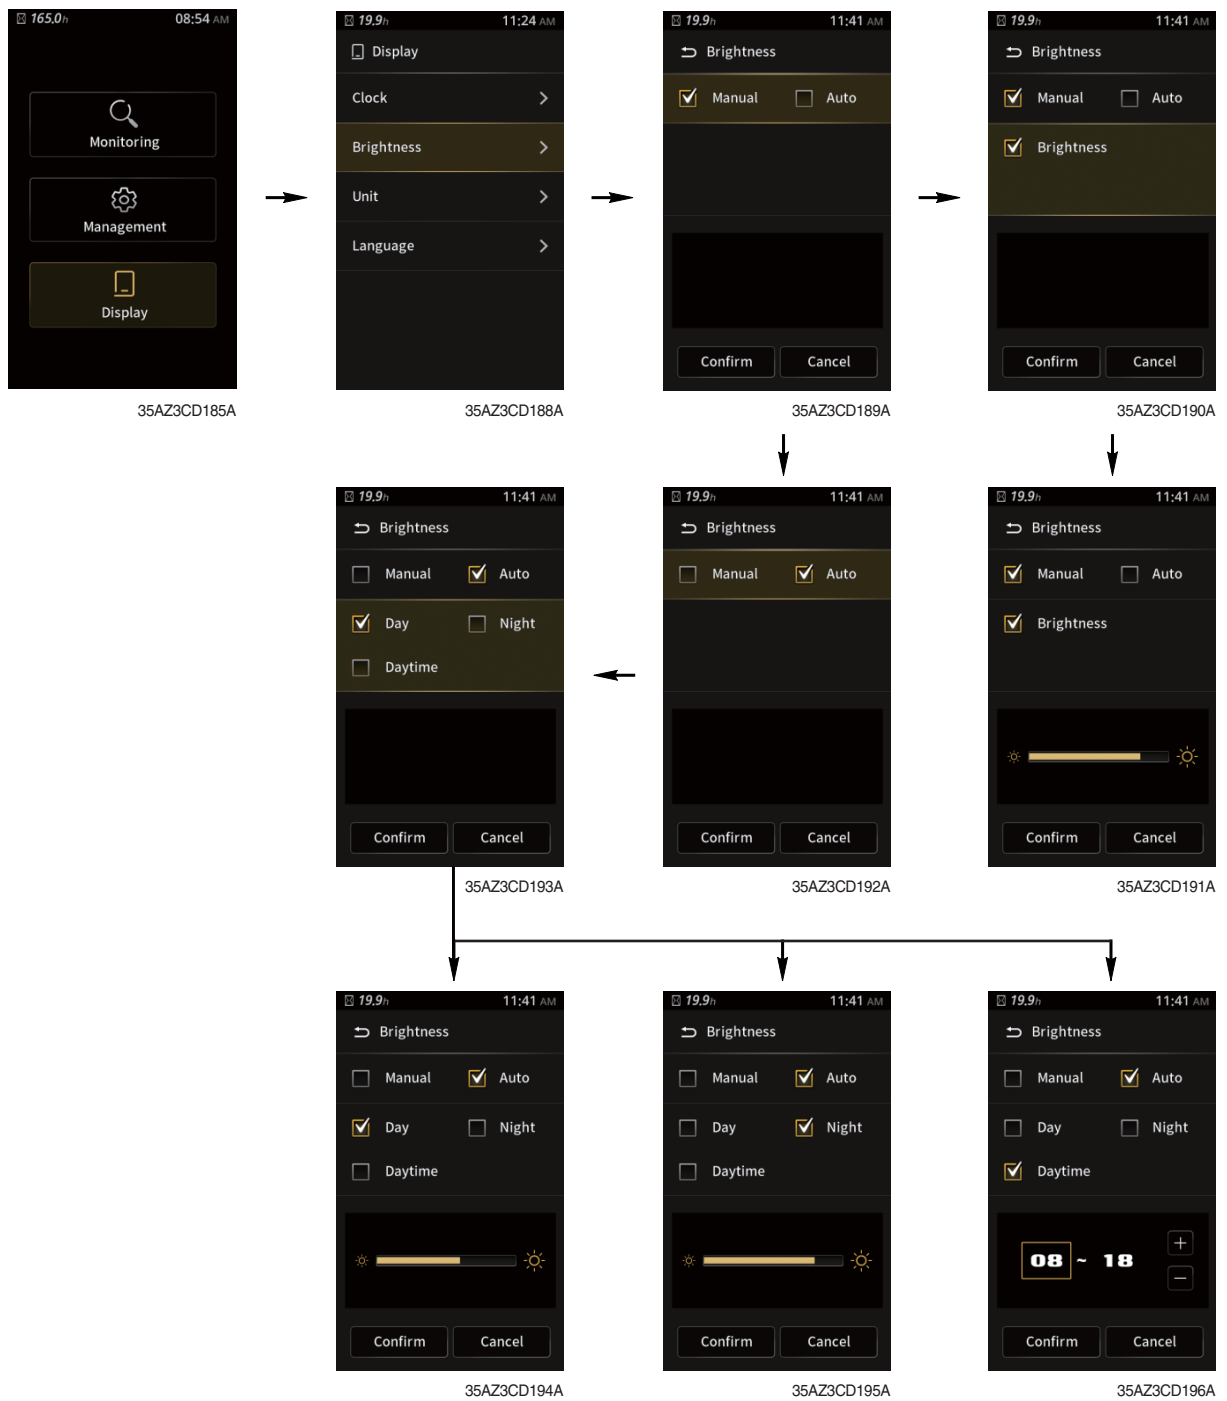 165.0h 08:54 AM
Monitoring
Management
Display
35AZ3CD185A
19.9h 11:24 AM
Display
Clock
Brightness
Unit
Language
35AZ3CD188A
19.9h 11:41 AM
Brightness
Manual Auto
Confirm Cancel
35AZ3CD189A
19.9h 11:41 AM
Brightness
Manual Auto
Brightness
Confirm Cancel
35AZ3CD190A
19.9h 11:41 AM
Brightness
Manual Auto
Day Night
Daytime
Confirm Cancel
35AZ3CD193A
19.9h 11:41 AM
Brightness
Manual Auto
Confirm Cancel
35AZ3CD192A
19.9h 11:41 AM
Brightness
Manual Auto
Brightness
Confirm Cancel
35AZ3CD191A
19.9h 11:41 AM
Brightness
Manual Auto
Day Night
Daytime
Confirm Cancel
35AZ3CD194A
19.9h 11:41 AM
Brightness
Manual Auto
Day Night
Daytime
Confirm Cancel
35AZ3CD195A
19.9h 11:41 AM
Brightness
Manual Auto
Day Night
Daytime
08 ~ 18
Confirm Cancel
35AZ3CD196A